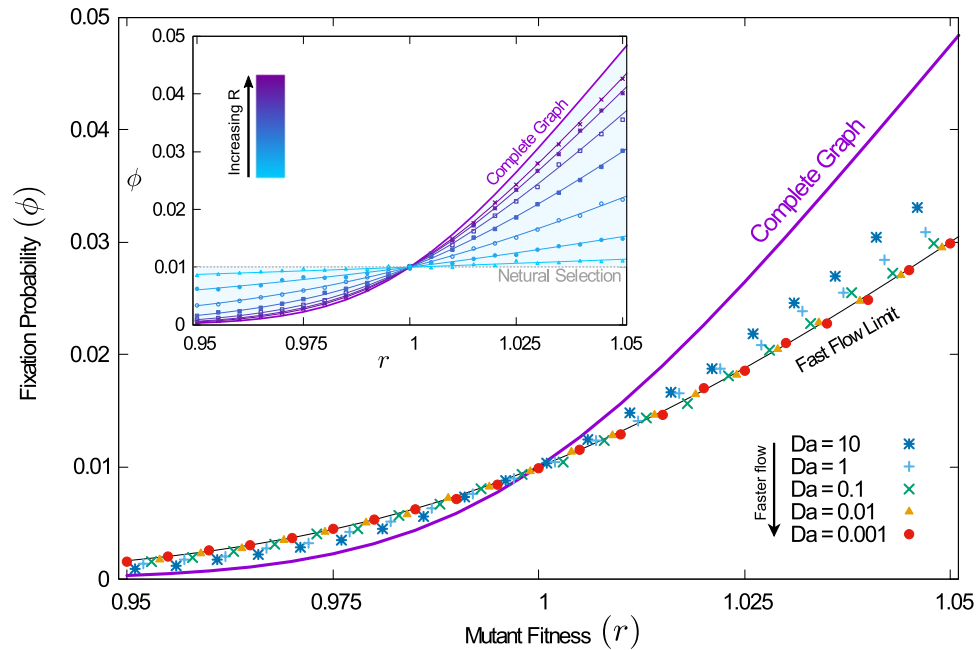 0.05
0.04
0.03
0.02
0.01
0
Fixation Probability (ϕ)
0.95
0.975
1
1.025
1.05
Mutant Fitness (r)
Complete Graph
Fast Flow Limit
Faster flow
Da = 10
Da = 1
Da = 0.1
Da = 0.01
Da = 0.001
0.05
0.04
0.03
0.02
0.01
0
ϕ
0.95
0.975
1
1.025
1.05
r
Increasing R
Complete Graph
Netural Selection